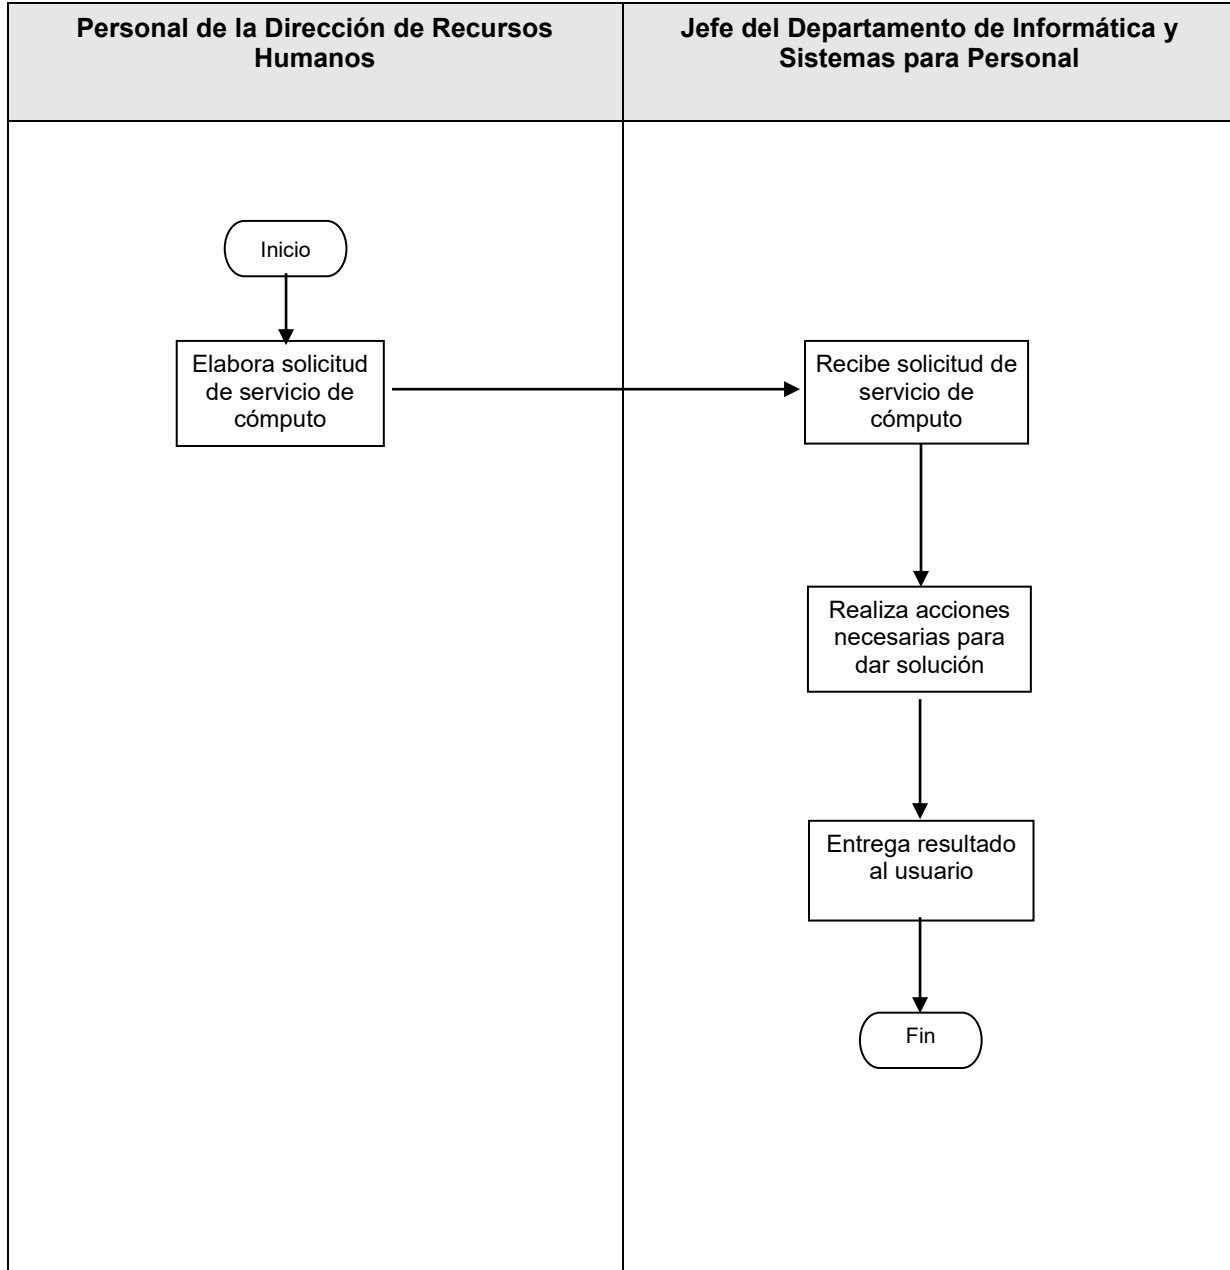 Personal de la Dirección de Recursos
Humanos
Jefe del Departamento de Informática y
Sistemas para Personal
Inicio
Elabora solicitud
de servicio de
cómputo
Recibe solicitud de
servicio de
cómputo
Realiza acciones
necesarias para
dar solución
Entrega resultado
al usuario
Fin